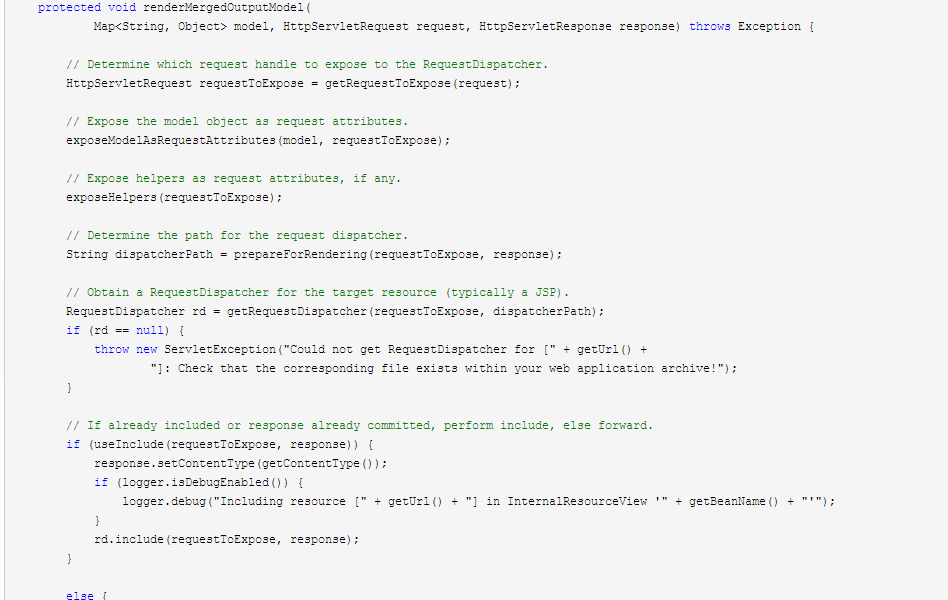 protected void renderMergedOutputModel(
Map<String, Object> model, HttpServletRequest request, HttpServletResponse response) throws Exception {
// Determine which request handle to expose to the RequestDispatcher.
HttpServletRequest requestToExpose = getRequestToExpose(request);
// Expose the model object as request attributes.
exposeModelAsRequestAttributes(model, requestToExpose);
// Expose helpers as request attributes, if any.
exposeHelpers(requestToExpose);
// Determine the path for the request dispatcher.
String dispatcherPath = prepareForRendering(requestToExpose, response);
// Obtain a RequestDispatcher for the target resource (typically a JSP).
RequestDispatcher rd = getRequestDispatcher(requestToExpose, dispatcherPath);
if (rd == null) {
throw new ServletException("Could not get RequestDispatcher for [" + getUrl() +
"]: Check that the corresponding file exists within your web application archive!");
}
// If already included or response already committed, perform include, else forward.
if (useInclude(requestToExpose, response)) {
response.setContentType(getContentType());
if (logger.isDebugEnabled()) {
logger.debug("Including resource [" + getUrl() + "] in InternalResourceView '" + getBeanName() + "'");
}
rd.include(requestToExpose, response);
}
else {